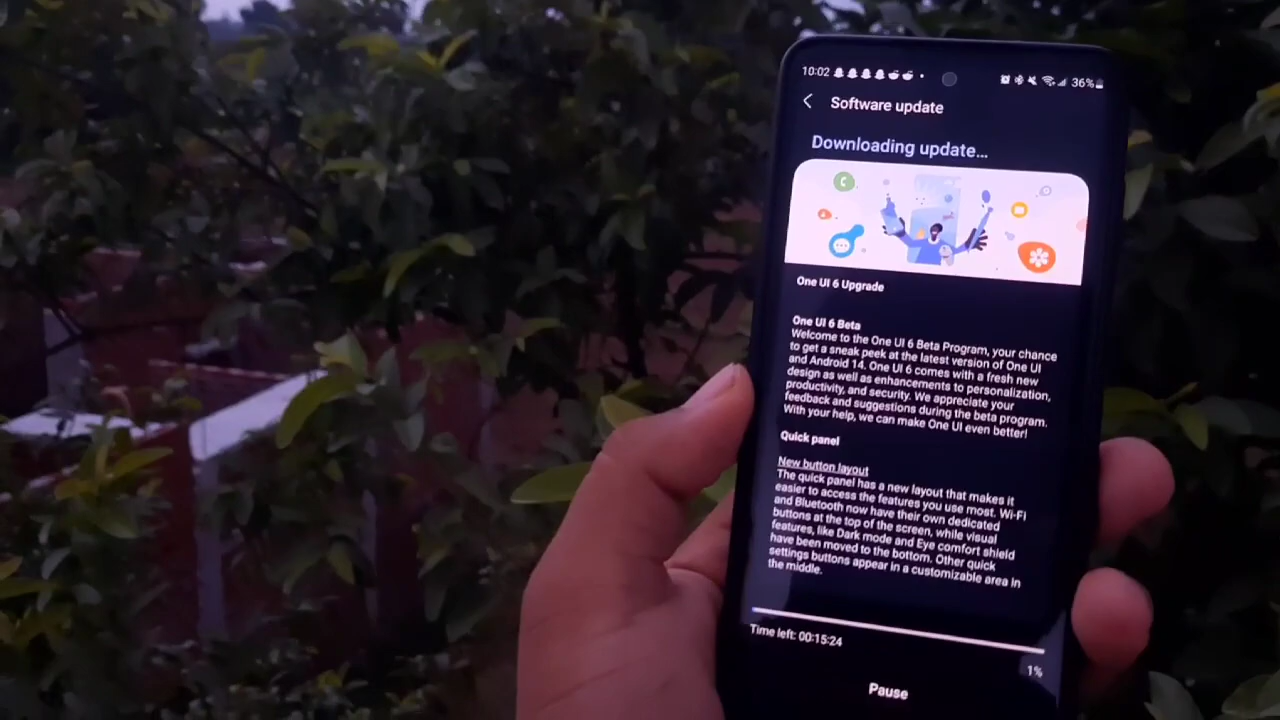 10:02
36%
Software update
Downloading update...
One UI 6 Upgrade
One UI 6 Beta
Welcome to the One UI 6 Beta Program, your chance
to get a sneak peek at the latest version of One UI
and Android 14. One UI 6 comes with a fresh new
design as well as enhancements to personalization,
productivity, and security. We appreciate your
feedback and suggestions during the beta program.
With your help, we can make One UI even better!
Quick panel
New button layout
The quick panel has a new layout that makes it
easier to access the features you use most. Wi-Fi
and Bluetooth now have their own dedicated
buttons at the top of the screen, while visual
features, like Dark mode and Eye comfort shield
have been moved to the bottom. Other quick
settings buttons appear in a customizable area in
the middle.
Time left: 00:15:24
1%
Pause